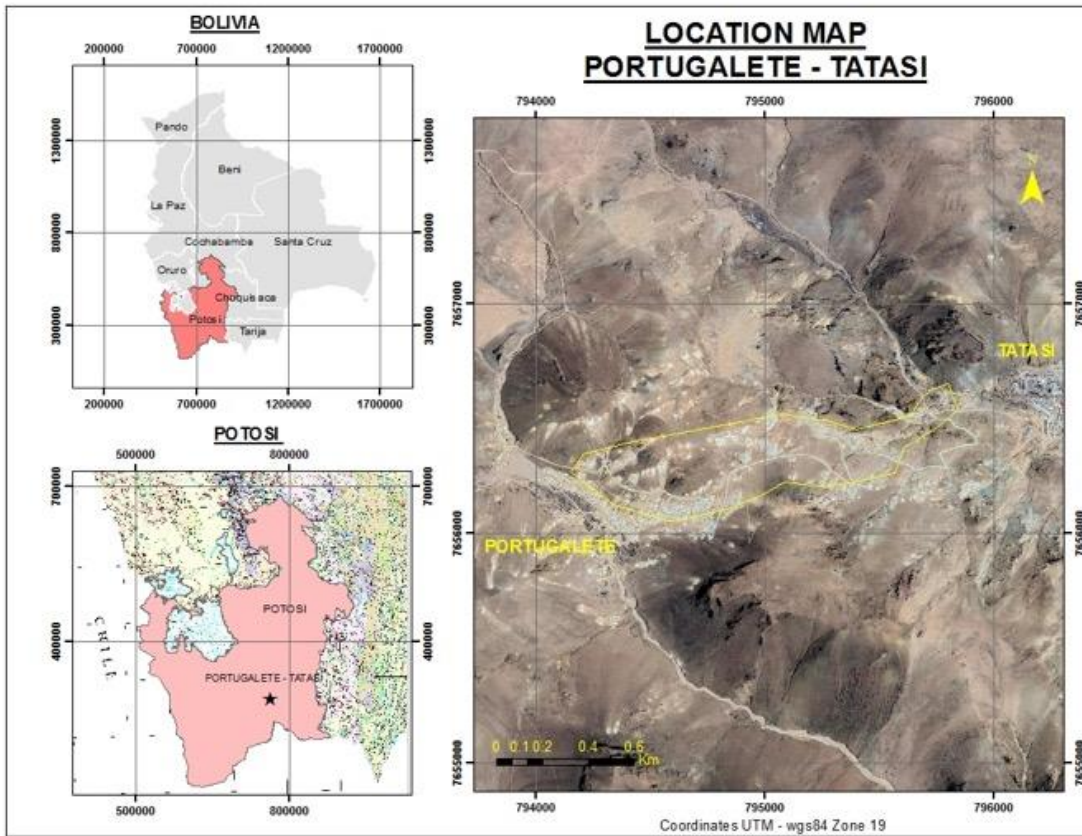 BOLIVIA
200000 700000 1200000 1700000
1300000
1300000
Pando
Beni
La Paz
800000
800000
Cochabamba
Santa Cruz
Oruro
Chuquisaca
Potosi
Tarija
300000
300000
200000 700000 1200000 1700000
POTOSI
500000 800000
700000
700000
POTOSI
400000
400000
CHILE
PORTUGALETE - TATASI
500000 800000
LOCATION MAP
PORTUGALETE - TATASI
794000 795000 796000
N
7657000
7657000
TATASI
7656000
7656000
PORTUGALETE
0 0.1 0.2 0.4 0.6
Km
7655000
7655000
794000 795000 796000
Coordinates UTM - wgs84 Zone 19